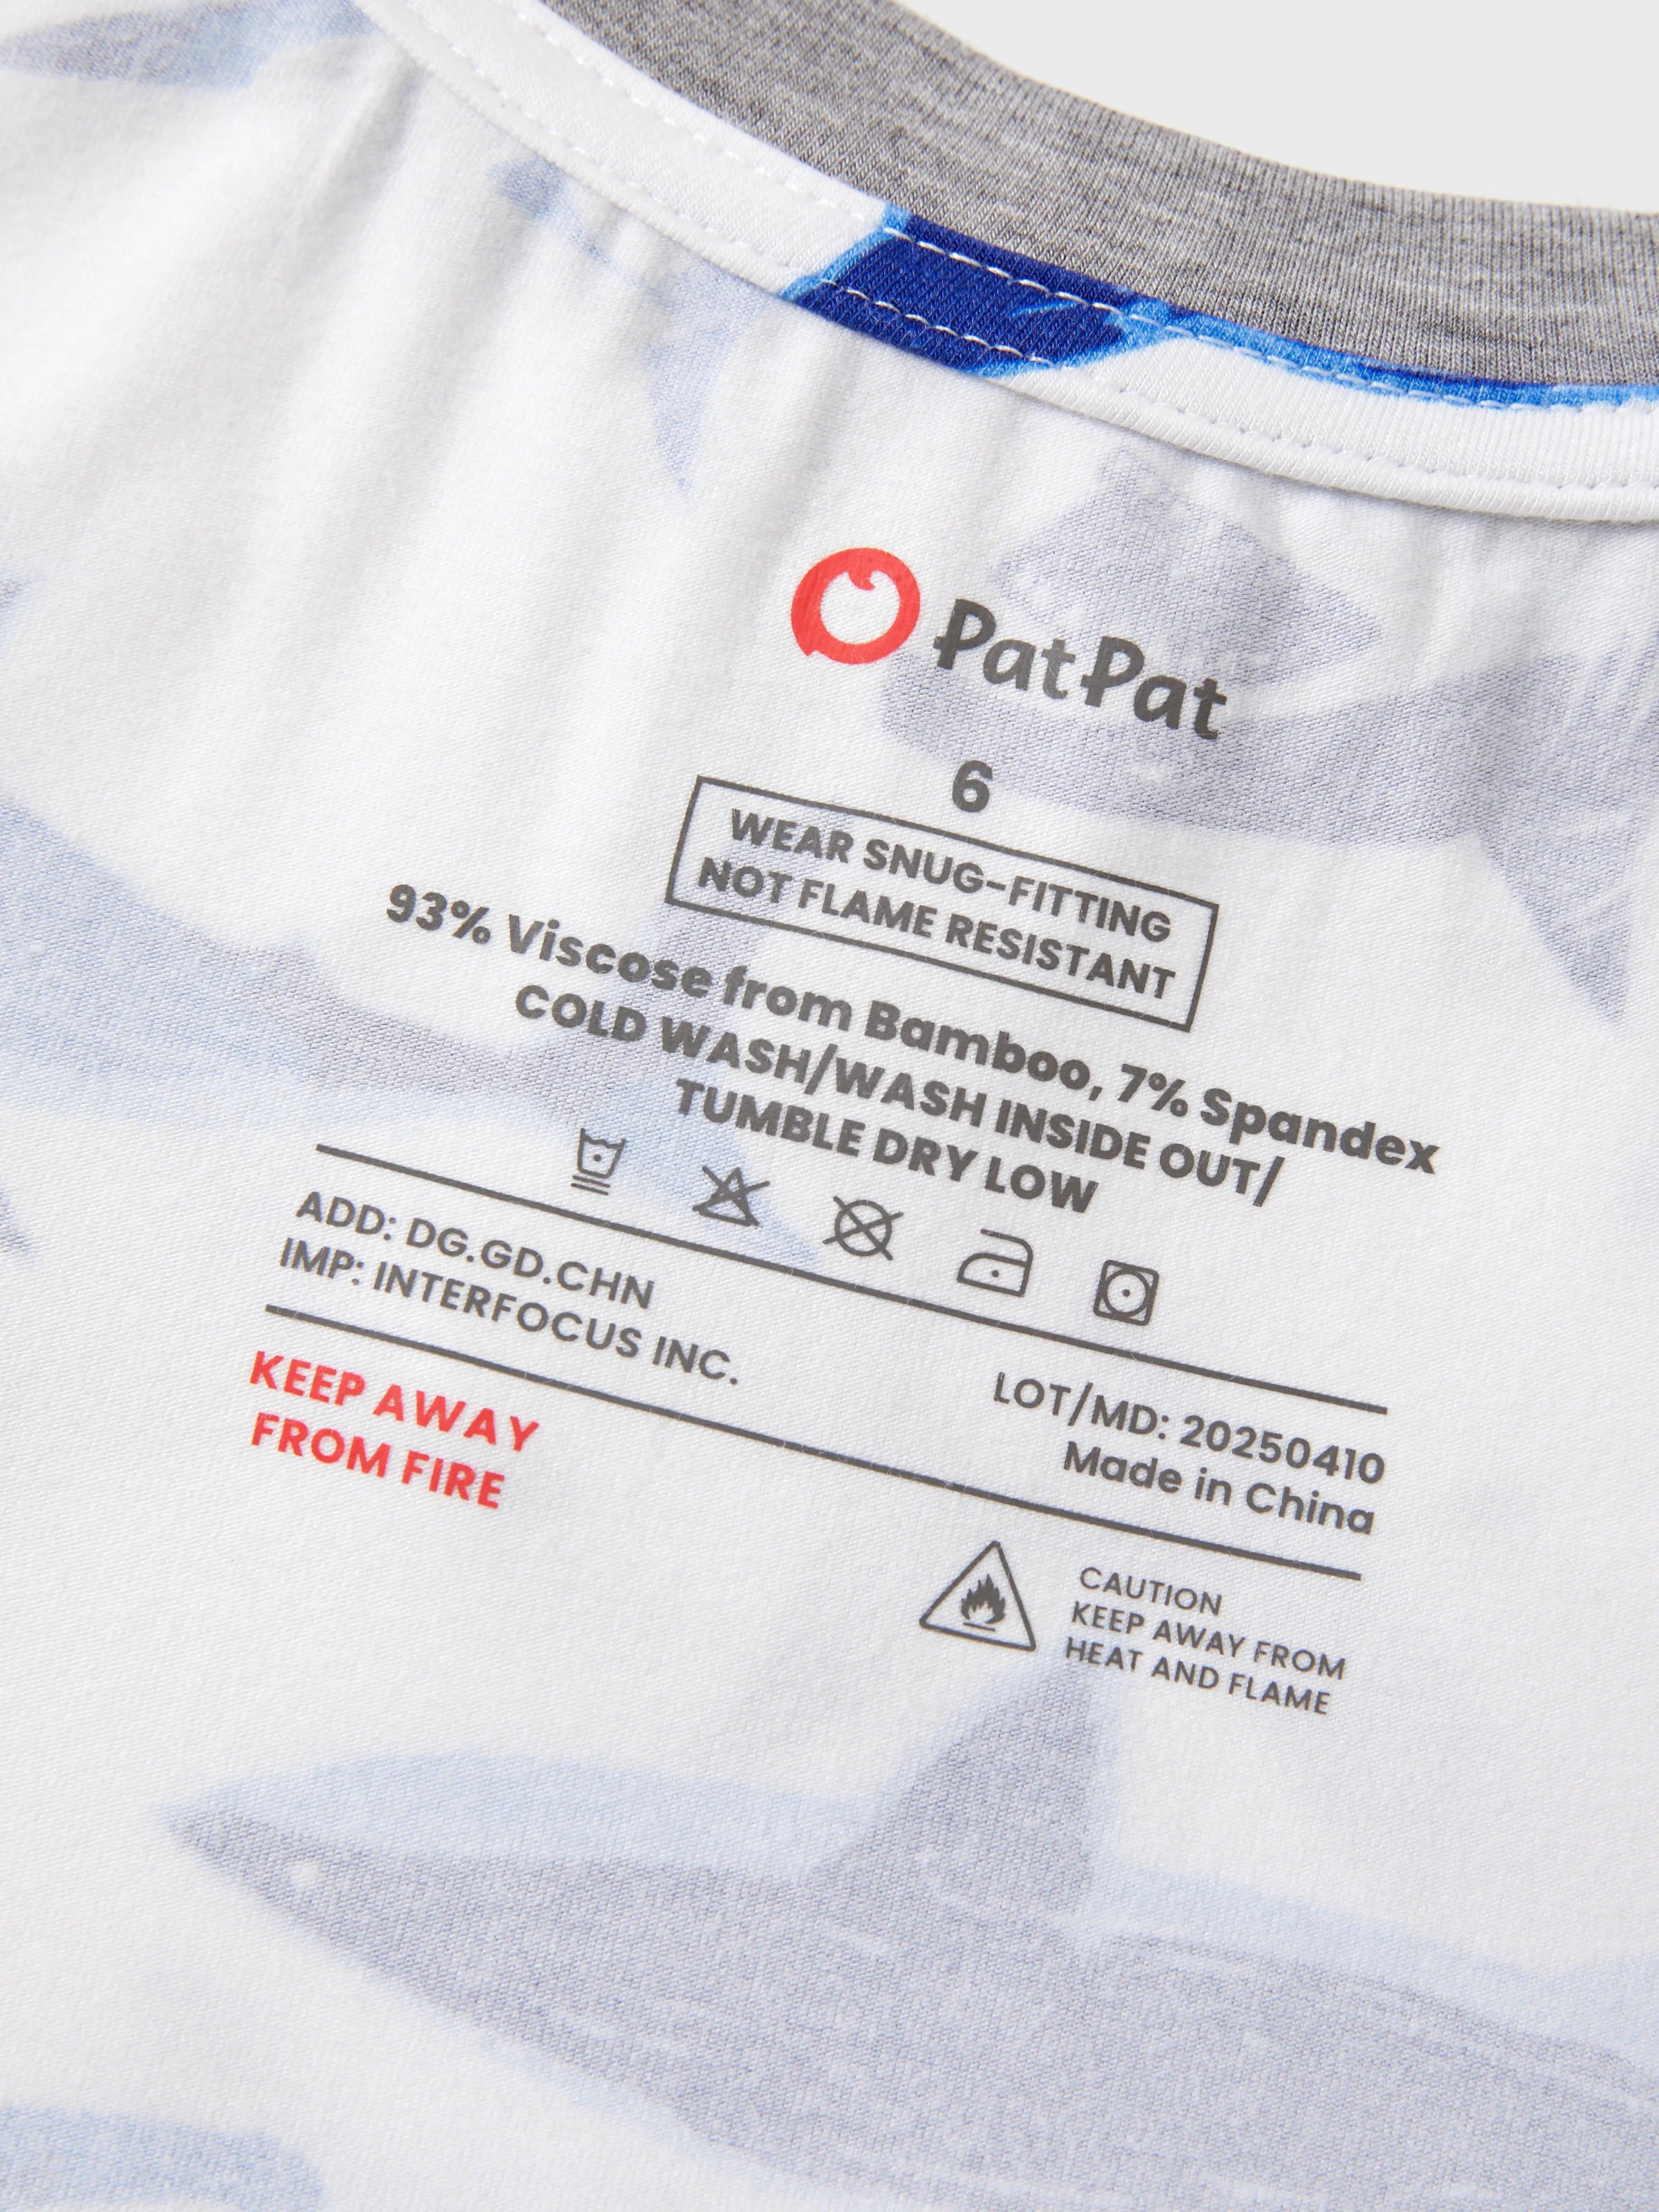 PatPat
6
WEAR SNUG-FITTING
NOT FLAME RESISTANT
93% Viscose from Bamboo, 7% Spandex
COLD WASH/WASH INSIDE OUT/
TUMBLE DRY LOW
ADD: DG.GD.CHN
IMP: INTERFOCUS INC.
LOT/MD: 20250410
Made in China
KEEP AWAY
FROM FIRE
CAUTION
KEEP AWAY FROM
HEAT AND FLAME